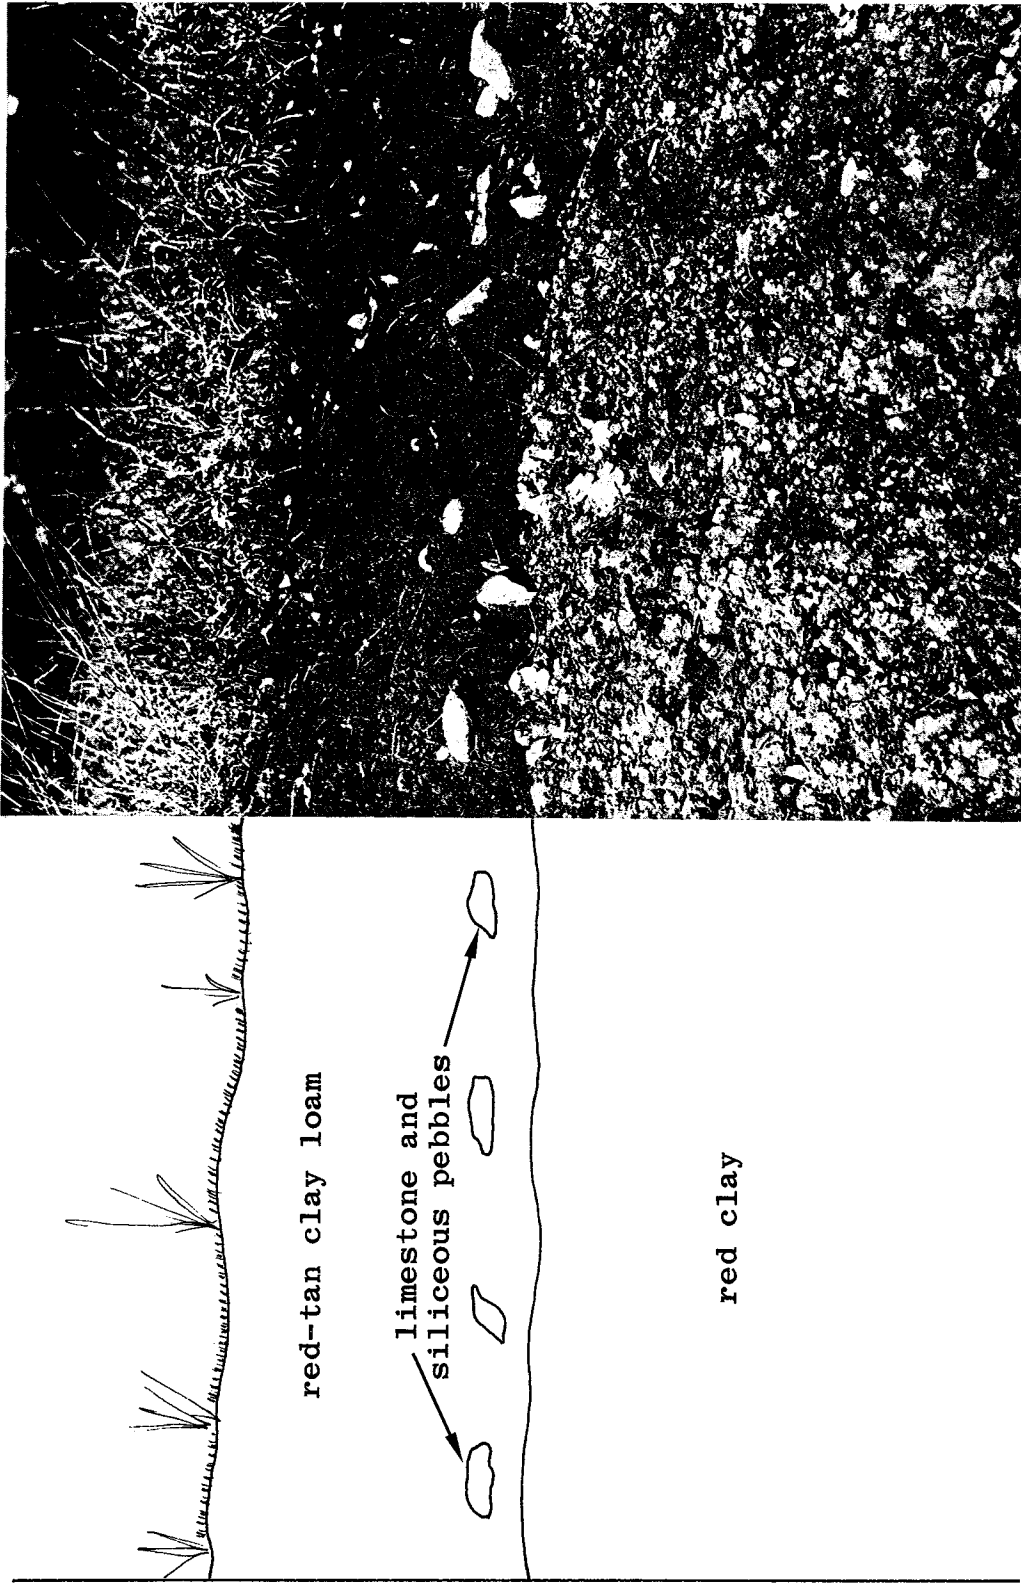 red-tan clay loam
limestone and
siliceous pebbles
red clay